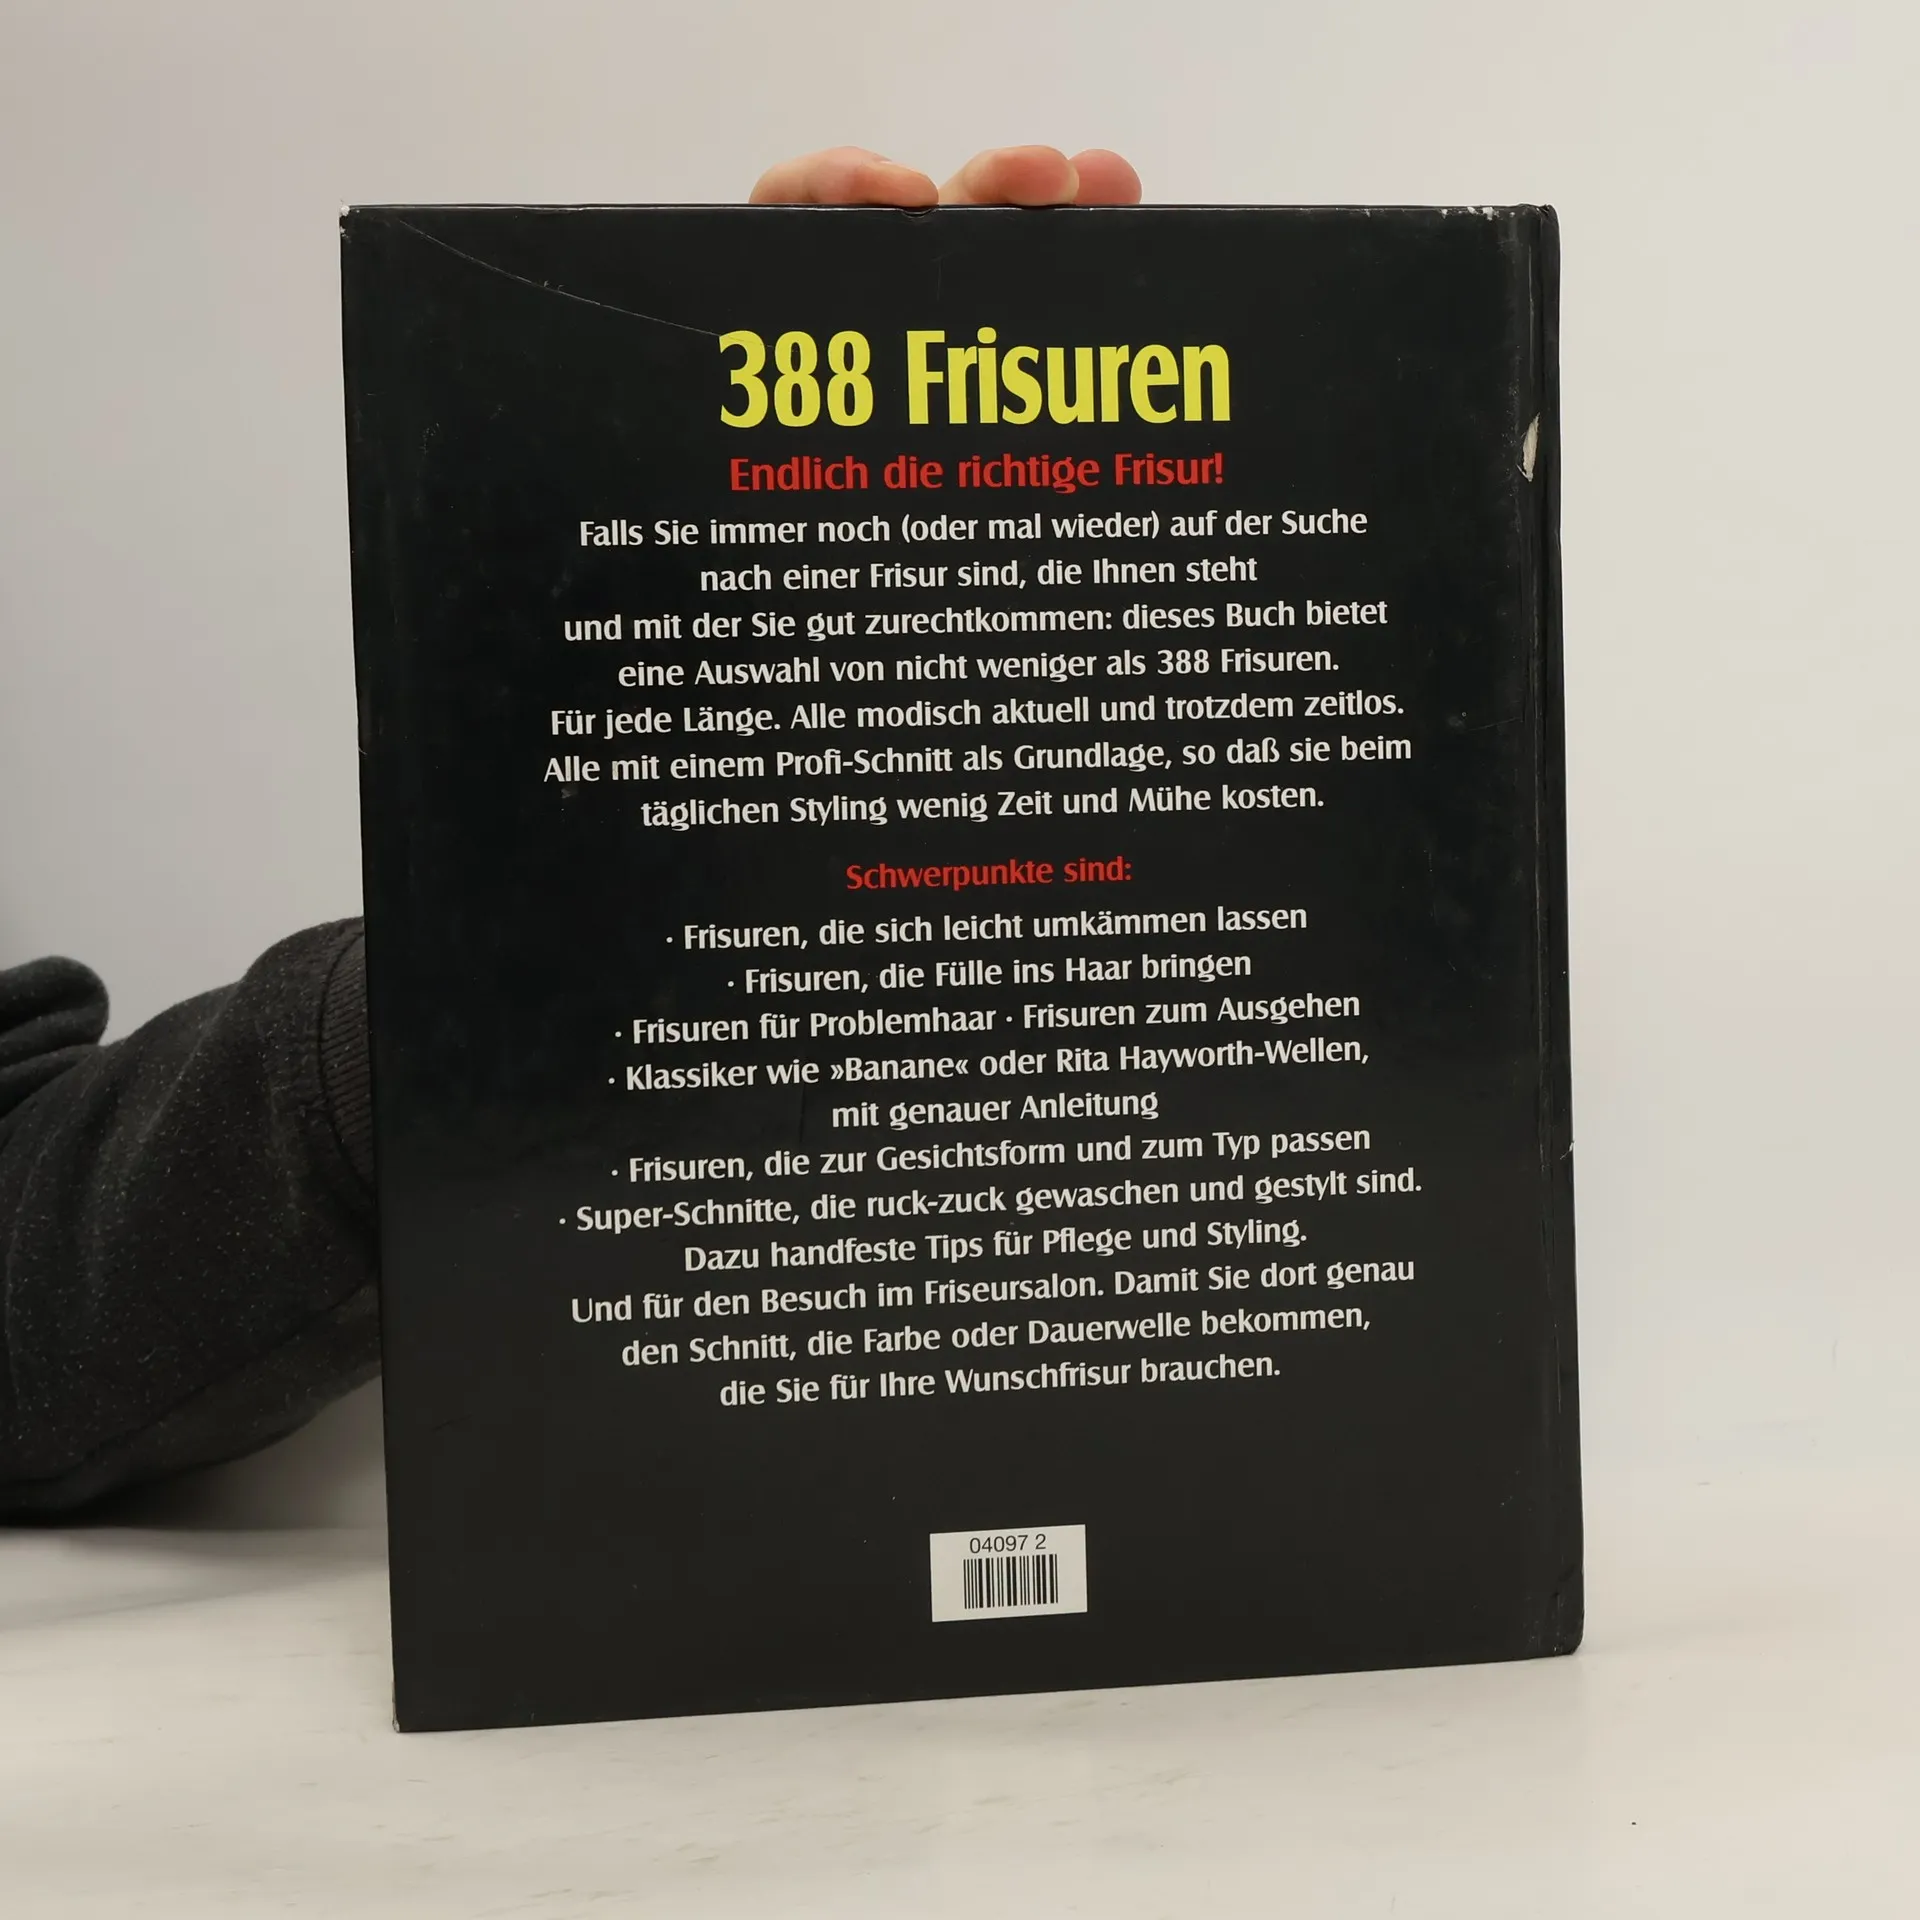 388 Frisuren
Endlich die richtige Frisur!
Falls Sie immer noch (oder mal wieder) auf der Suche
nach einer Frisur sind, die Ihnen steht
und mit der Sie gut zurechtkommen: dieses Buch bietet
eine Auswahl von nicht weniger als 388 Frisuren.
Für jede Länge. Alle modisch aktuell und trotzdem zeitlos.
Alle mit einem Profi-Schnitt als Grundlage, so daß sie beim
täglichen Styling wenig Zeit und Mühe kosten.
Schwerpunkte sind:
· Frisuren, die sich leicht umkämmen lassen
· Frisuren, die Fülle ins Haar bringen
· Frisuren für Problemhaar · Frisuren zum Ausgehen
· Klassiker wie »Banane« oder Rita Hayworth-Wellen,
mit genauer Anleitung
· Frisuren, die zur Gesichtsform und zum Typ passen
· Super-Schnitte, die ruck-zuck gewaschen und gestylt sind.
Dazu handfeste Tips für Pflege und Styling.
Und für den Besuch im Friseursalon. Damit Sie dort genau
den Schnitt, die Farbe oder Dauerwelle bekommen,
die Sie für Ihre Wunschfrisur brauchen.
04097 2